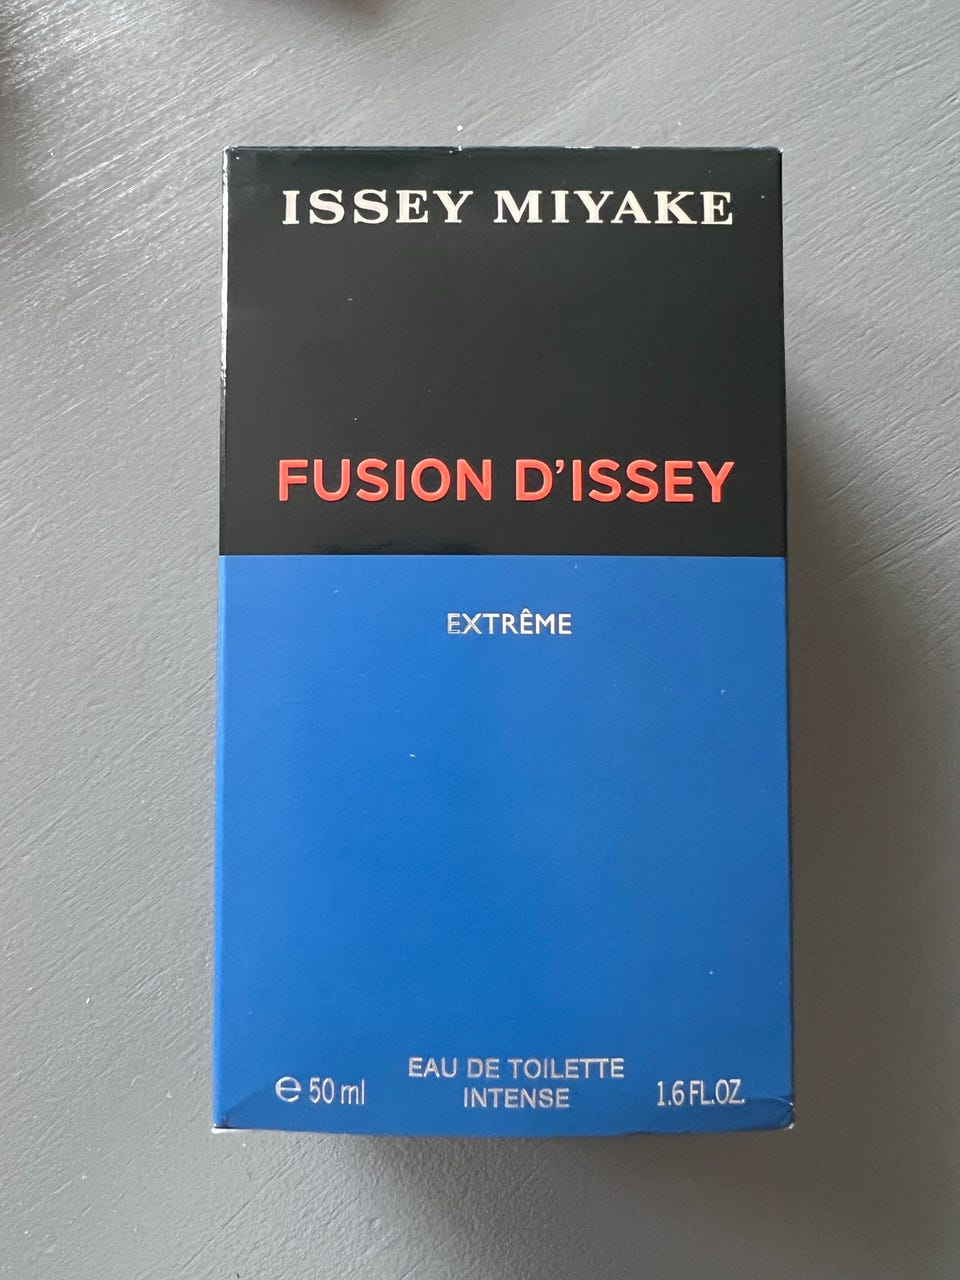 ISSEY MIYAKE
FUSION D'ISSEY
EXTRÊME
EAU DE TOILETTE
℮ 50 ml INTENSE 1.6 FL.OZ.